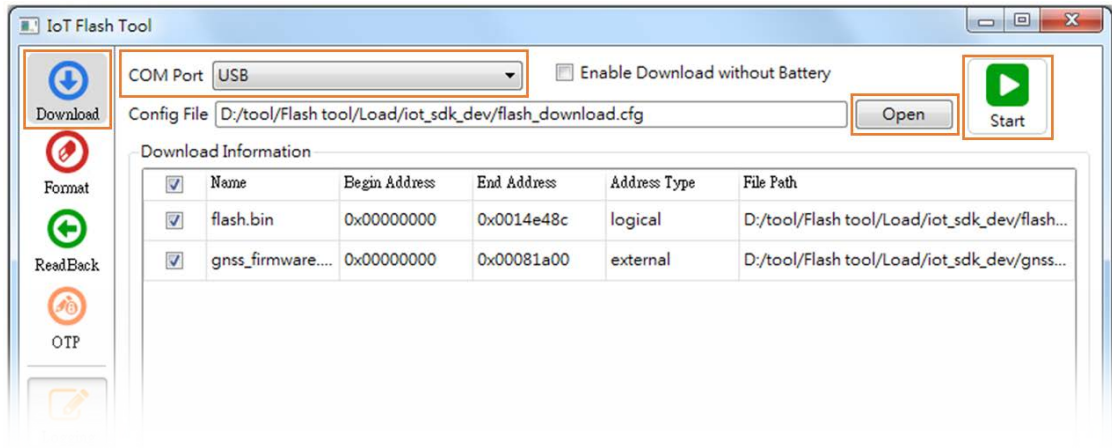 IoT Flash Tool
Download
COM Port USB Enable Download without Battery
Config File D:/tool/Flash tool/Load/iot_sdk_dev/flash_download.cfg Open Start
Download Information
Format
Name Begin Address End Address Address Type File Path
flash.bin 0x00000000 0x0014e48c logical D:/tool/Flash tool/Load/iot_sdk_dev/flash...
ReadBack
gnss_firmware.... 0x00000000 0x00081a00 external D:/tool/Flash tool/Load/iot_sdk_dev/gnss...
OTP